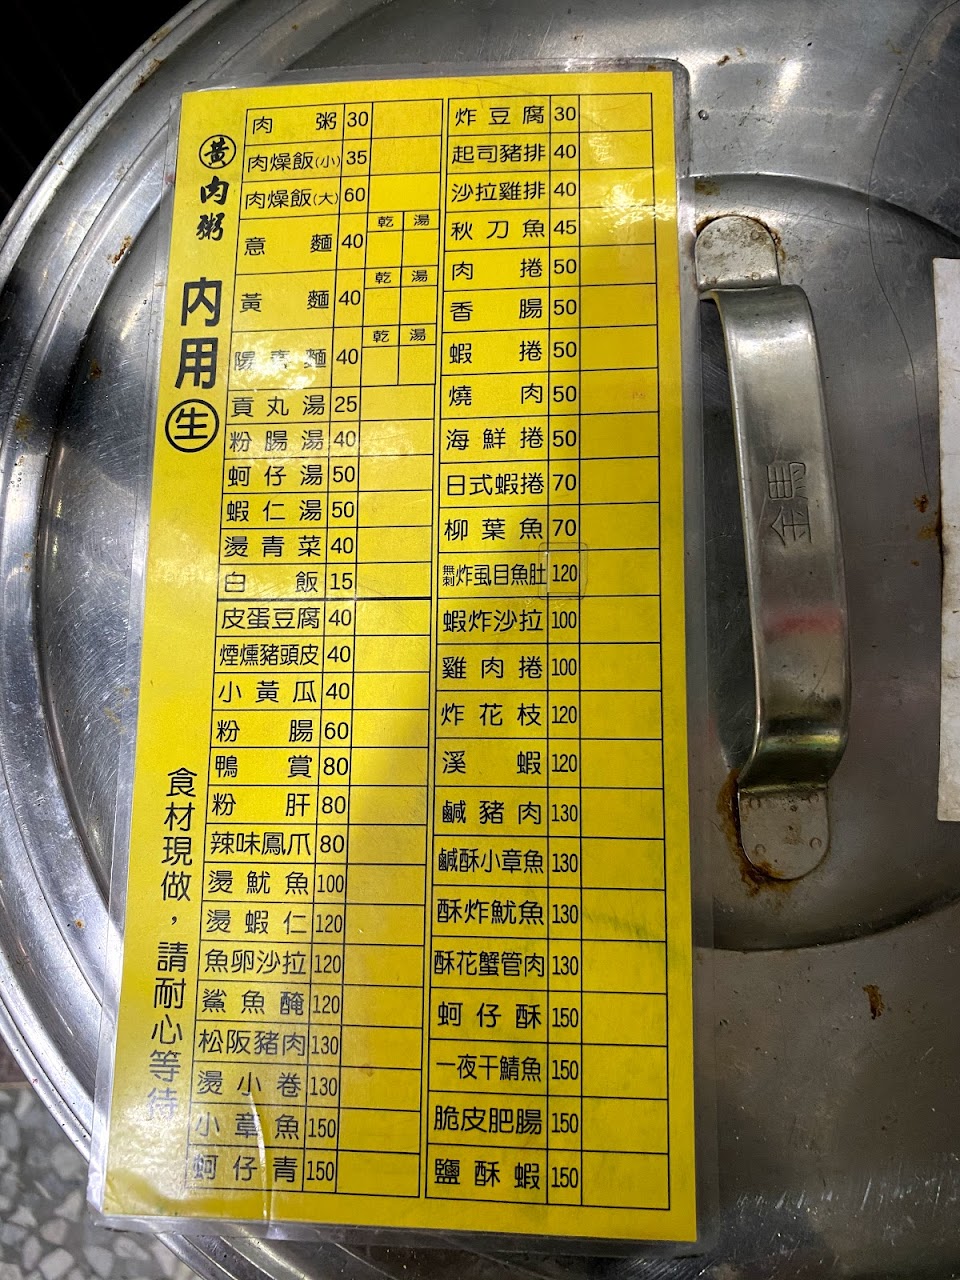 黃肉粥
內用
生
食材現做，請耐心等待
肉粥 30
肉燥飯(小) 35
肉燥飯(大) 60
意麵 40 乾 湯
黃麵 40 乾 湯
陽春麵 40 乾 湯
貢丸湯 25
粉腸湯 40
蚵仔湯 50
蝦仁湯 50
燙青菜 40
白飯 15
皮蛋豆腐 40
煙燻豬頭皮 40
小黃瓜 40
粉腸 60
鴨賞 80
粉肝 80
辣味鳳爪 80
燙魷魚 100
燙蝦仁 120
魚卵沙拉 120
鯊魚醃 120
松阪豬肉 130
燙小卷 130
小章魚 150
蚵仔青 150
炸豆腐 30
起司豬排 40
沙拉雞排 40
秋刀魚 45
肉捲 50
香腸 50
蝦捲 50
燒肉 50
海鮮捲 50
日式蝦捲 70
柳葉魚 70
無刺炸虱目魚肚 120
蝦炸沙拉 100
雞肉捲 100
炸花枝 120
溪蝦 120
鹹豬肉 130
鹹酥小章魚 130
酥炸魷魚 130
酥花蟹管肉 130
蚵仔酥 150
一夜干鯖魚 150
脆皮肥腸 150
鹽酥蝦 150
金馬